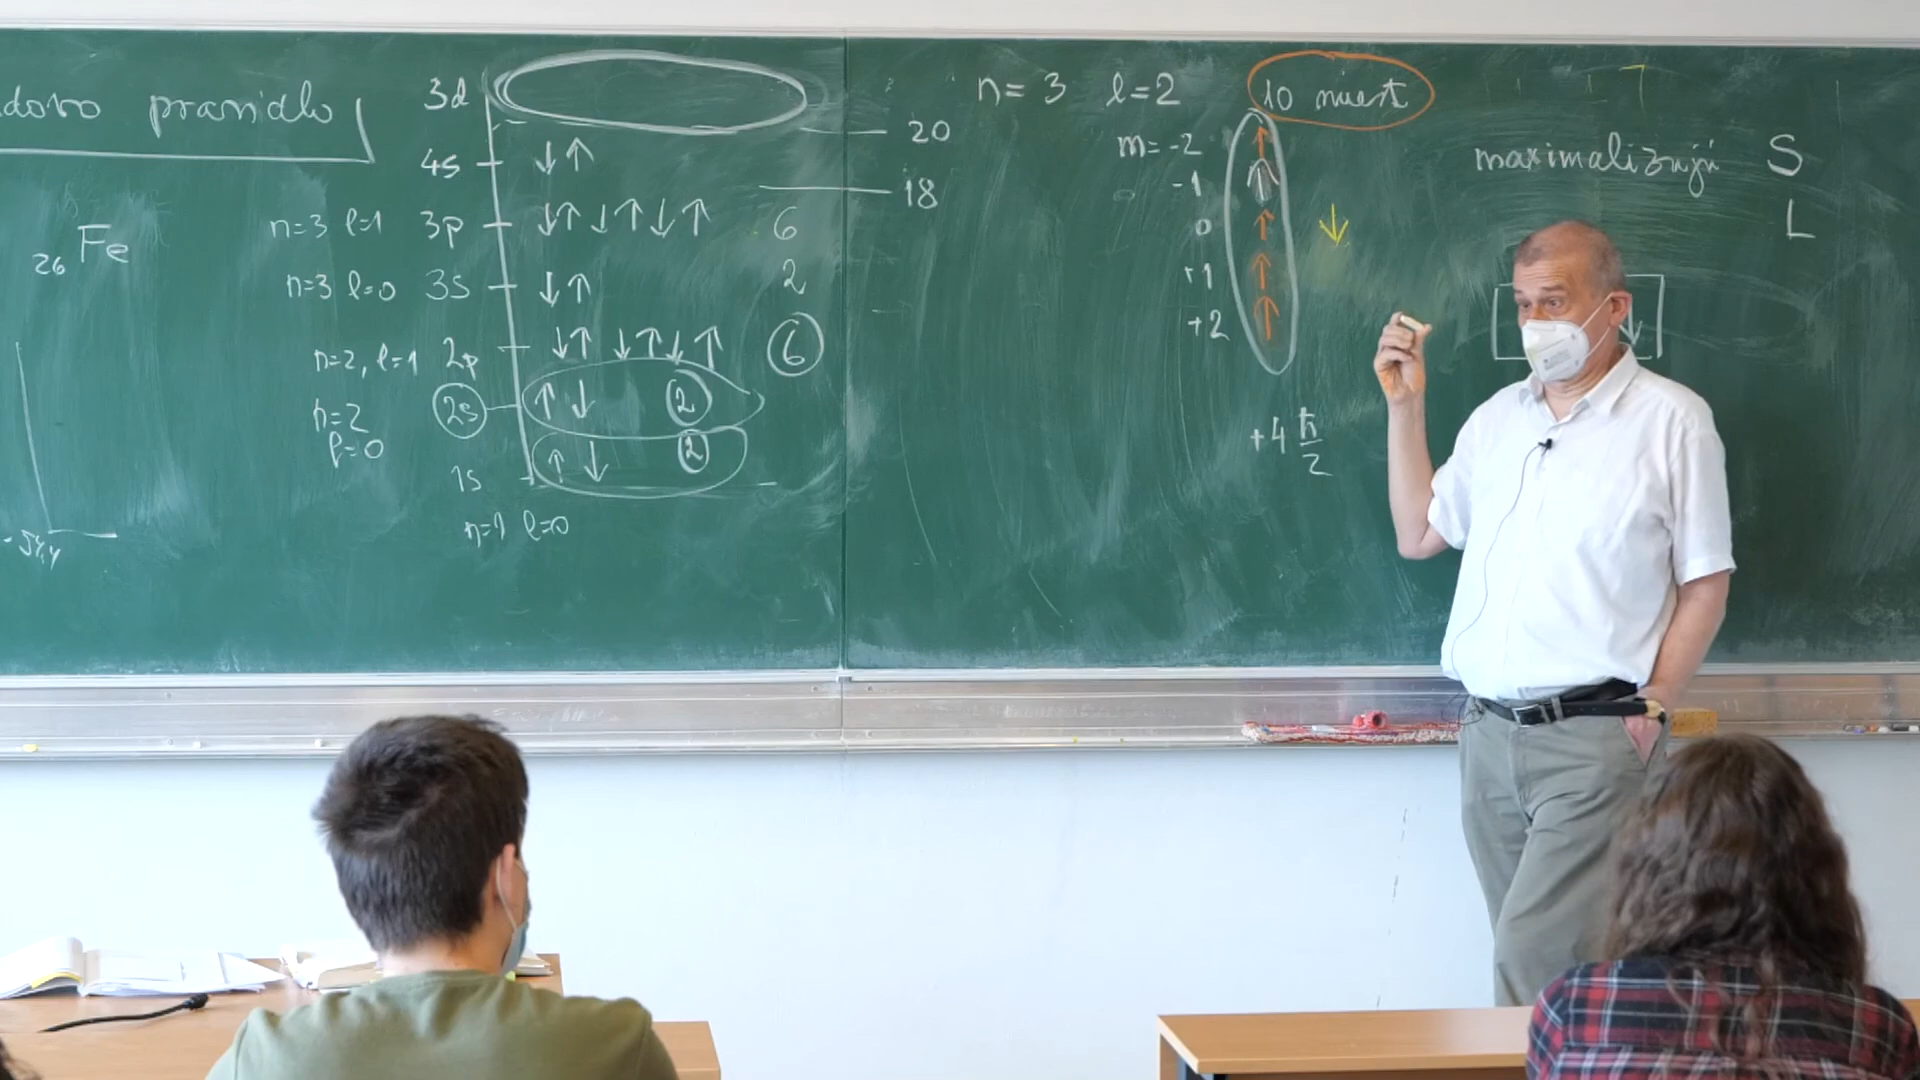 dovo pravidlo
26 Fe
-54,4
3d
20
4s ↓↑
18
n=3 l=1 3p ↓↑ ↓↑ ↓↑ 6
n=3 l=0 3s ↓↑ 2
n=2, l=1 2p ↓↑ ↓↑ ↓↑ 6
n=2 l=0 2s ↑↓ 2
1s ↑↓ 2
n=1 l=0
n=3 l=2 10 miest
m=-2 ↑
-1 ↑
0 ↑ ↓
+1 ↑
+2 ↑
+4 ħ/2
maximalizujú S
L
↓